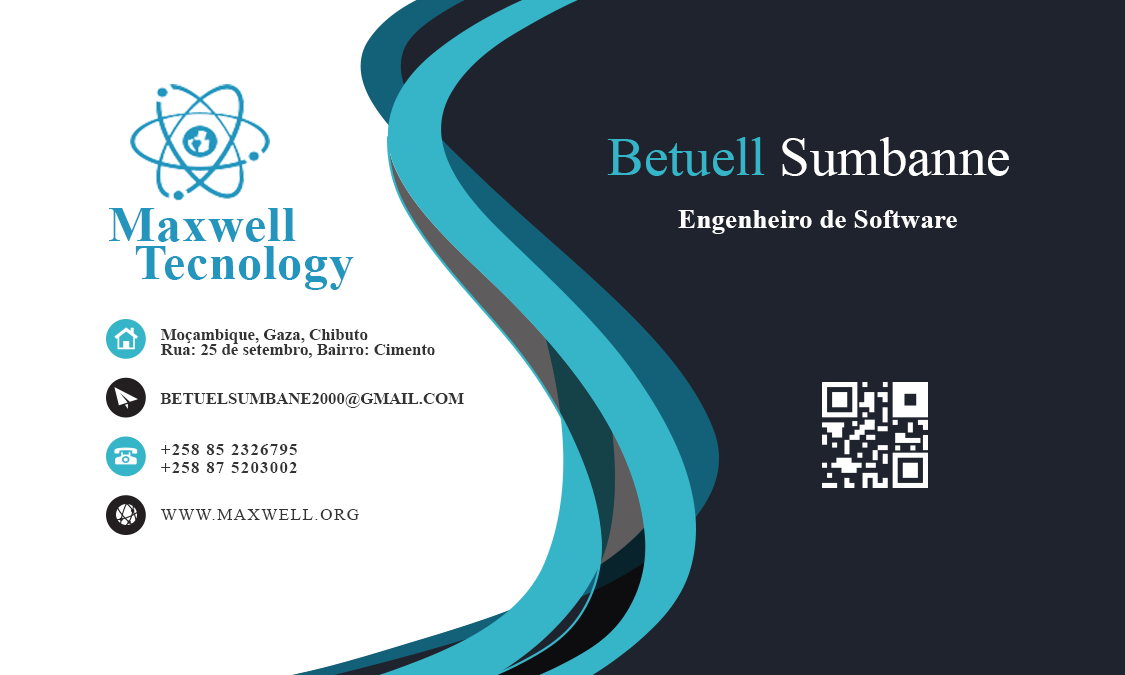 Maxwell
Tecnology
Moçambique, Gaza, Chibuto
Rua: 25 de setembro, Bairro: Cimento
BETUELSUMBANE2000@GMAIL.COM
+258 85 2326795
+258 87 5203002
WWW.MAXWELL.ORG
Betuell Sumbanne
Engenheiro de Software